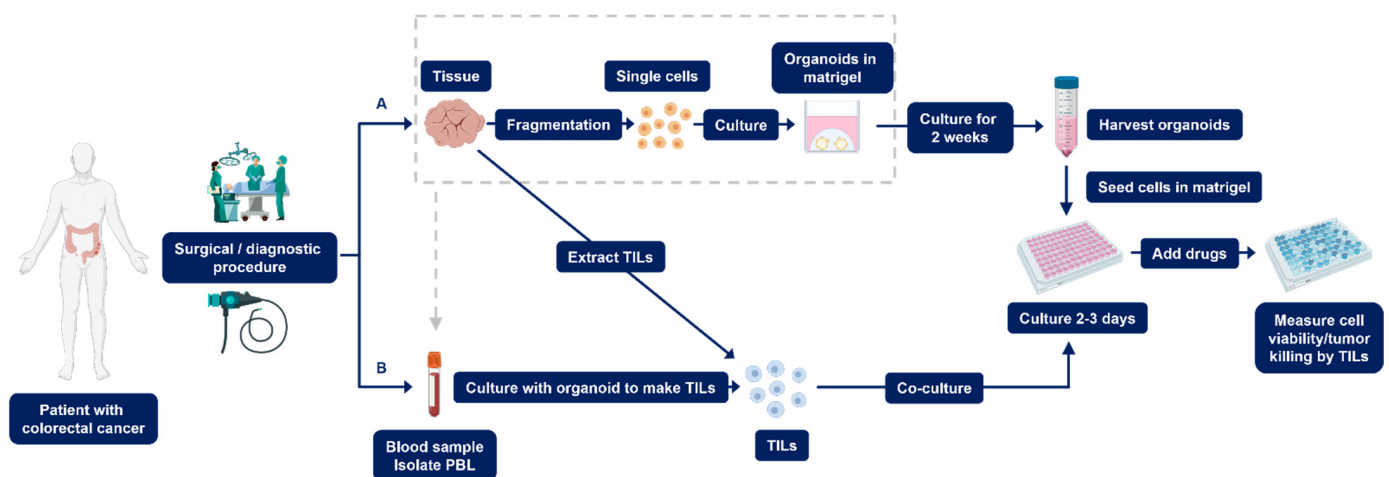 A
Tissue
Fragmentation
Single cells
Culture
Organoids in
matrigel
Culture for
2 weeks
Harvest organoids
Seed cells in matrigel
Surgical / diagnostic
procedure
Extract TILs
Add drugs
Culture 2-3 days
Measure cell
viability/tumor
killing by TILs
B
Culture with organoid to make TILs
Co-culture
Patient with
colorectal cancer
Blood sample
Isolate PBL
TILs